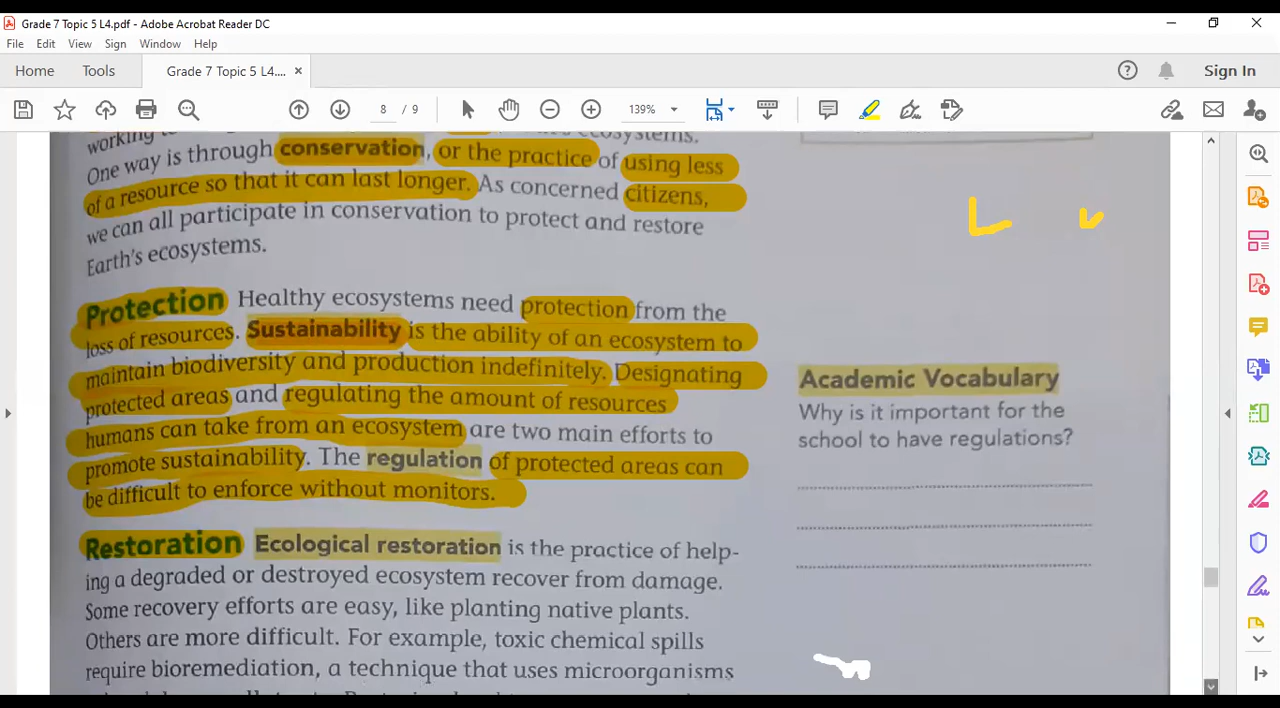 Grade 7 Topic 5 L4.pdf - Adobe Acrobat Reader DC
File Edit View Sign Window Help
Home Tools Grade 7 Topic 5 L4.... × Sign In
8 / 9 139%
working to ecosystems.
One way is through conservation, or the practice of using less
of a resource so that it can last longer. As concerned citizens,
we can all participate in conservation to protect and restore
Earth's ecosystems.
Protection Healthy ecosystems need protection from the
loss of resources. Sustainability is the ability of an ecosystem to
maintain biodiversity and production indefinitely. Designating
protected areas and regulating the amount of resources
humans can take from an ecosystem are two main efforts to
promote sustainability. The regulation of protected areas can
be difficult to enforce without monitors.
Restoration Ecological restoration is the practice of help-
ing a degraded or destroyed ecosystem recover from damage.
Some recovery efforts are easy, like planting native plants.
Others are more difficult. For example, toxic chemical spills
require bioremediation, a technique that uses microorganisms
Academic Vocabulary
Why is it important for the
school to have regulations?